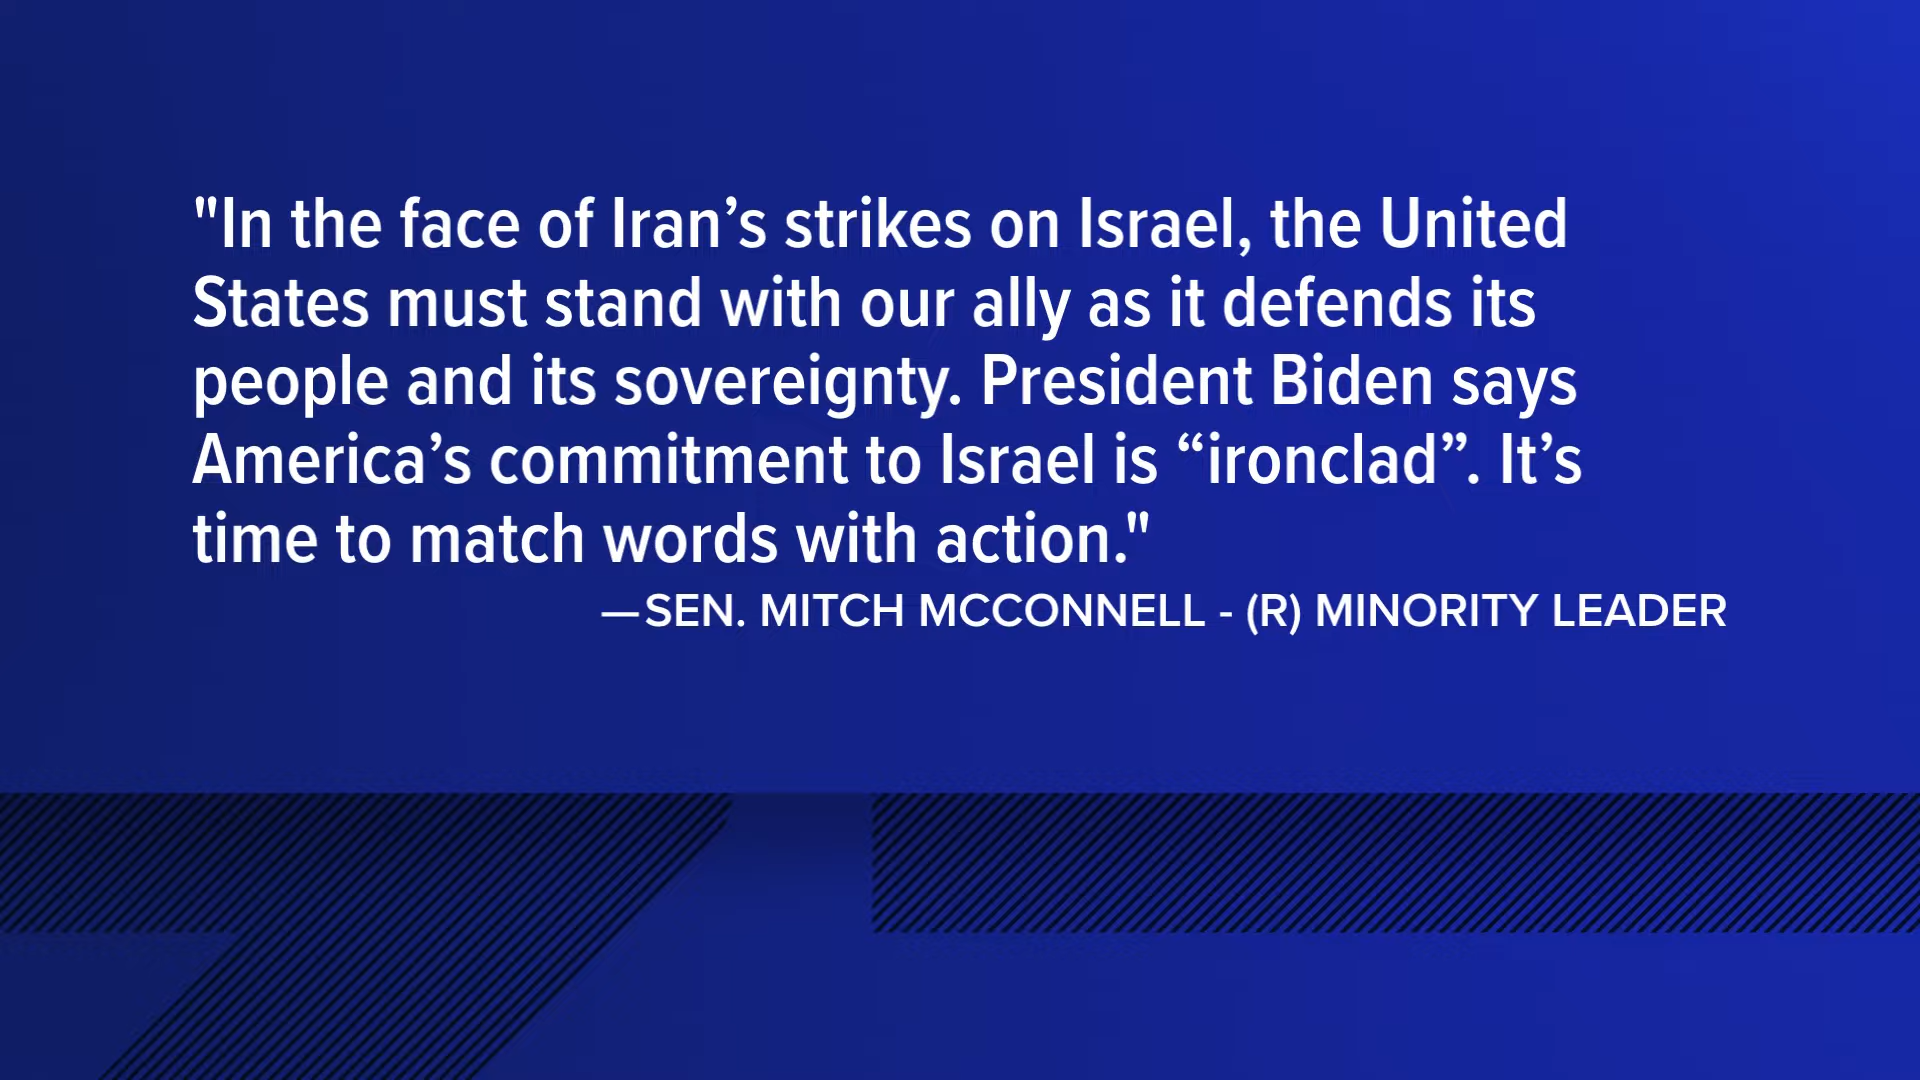 "In the face of Iran’s strikes on Israel, the United
States must stand with our ally as it defends its
people and its sovereignty. President Biden says
America’s commitment to Israel is “ironclad”. It’s
time to match words with action."
—SEN. MITCH MCCONNELL - (R) MINORITY LEADER